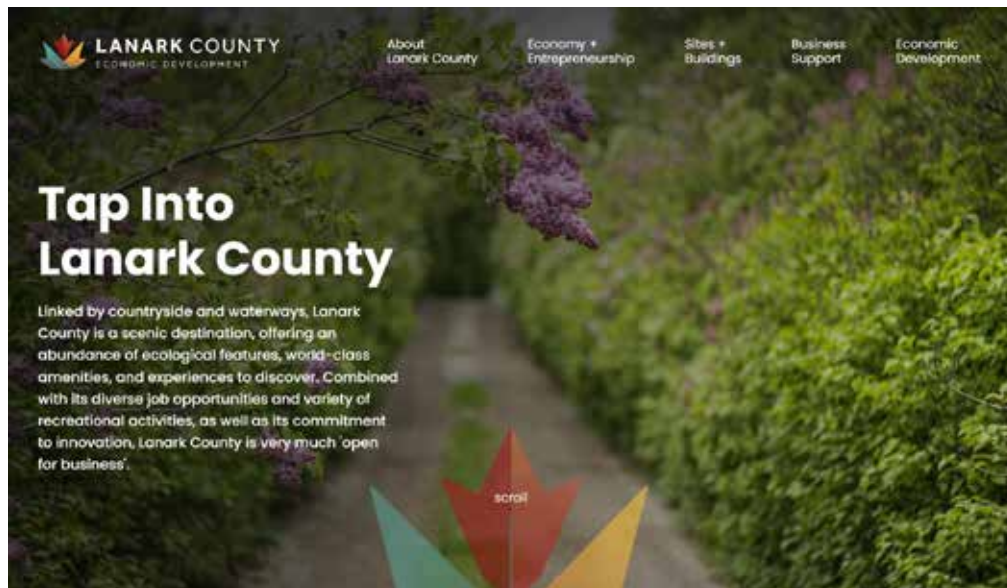 LANARK COUNTY
ECONOMIC DEVELOPMENT
About
Lanark County
Economy +
Entrepreneurship
Sites +
Buildings
Business
Support
Economic
Development
Tap Into
Lanark County
Linked by countryside and waterways, Lanark
County is a scenic destination, offering an
abundance of ecological features, world-class
amenities, and experiences to discover. Combined
with its diverse job opportunities and variety of
recreational activities, as well as its commitment
to innovation, Lanark County is very much 'open
for business'.
scroll